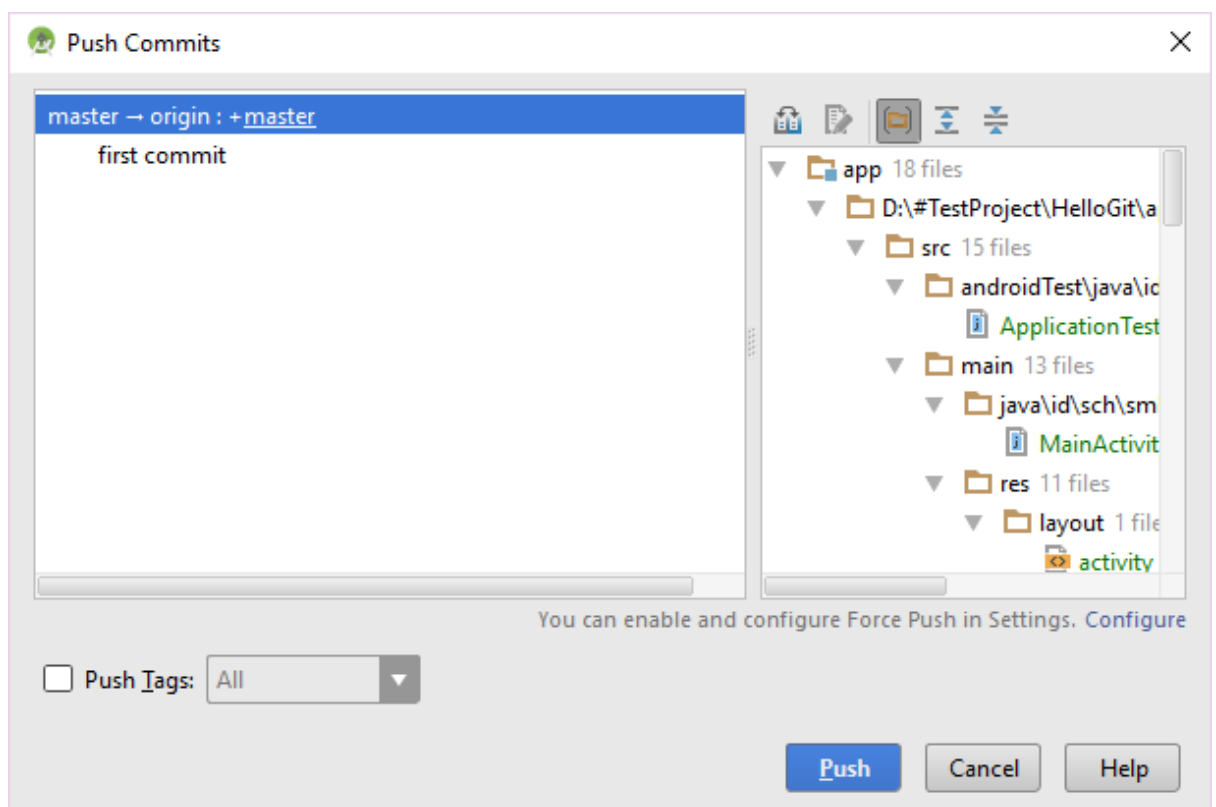 Push Commits
master → origin : +master
first commit
app 18 files
D:\#TestProject\HelloGit\a
src 15 files
androidTest\java\id
ApplicationTest
main 13 files
java\id\sch\sm
MainActivit
res 11 files
layout 1 file
activity
You can enable and configure Force Push in Settings. Configure
Push Tags: All
Push Cancel Help